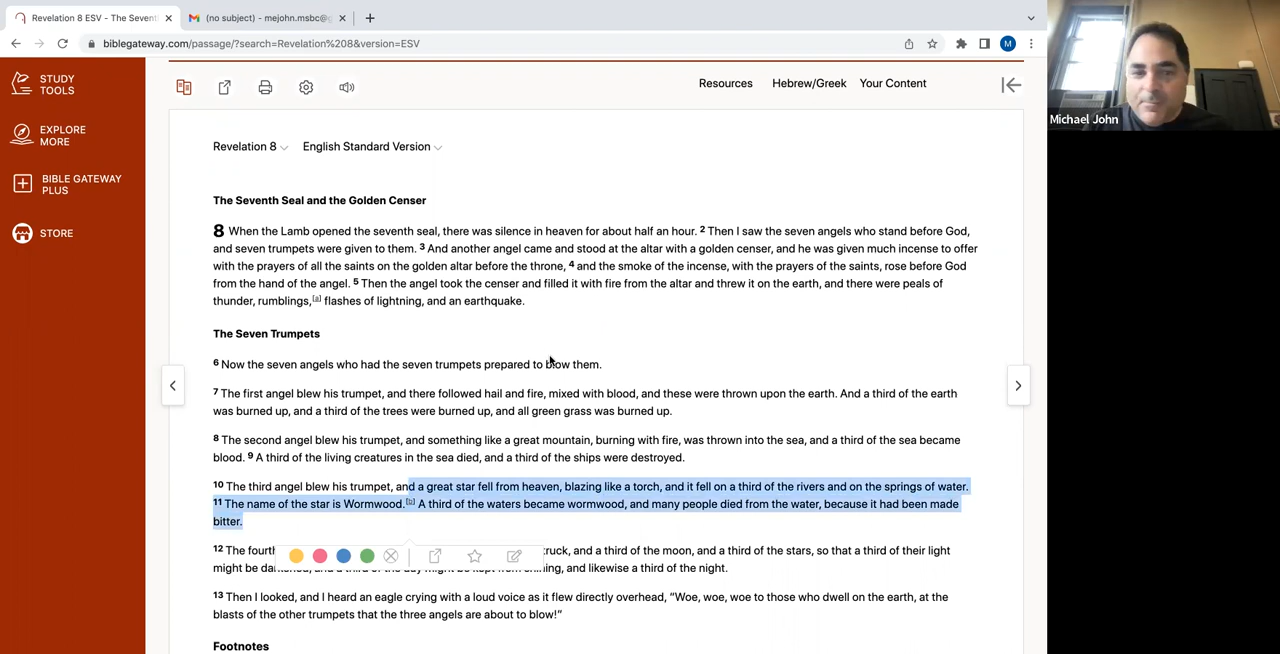 Revelation 8 ESV - The Seventh
(no subject) - mejohn.msbc@g
biblegateway.com/passage/?search=Revelation%208&version=ESV
M
STUDY
TOOLS
EXPLORE
MORE
BIBLE GATEWAY
PLUS
STORE
Resources
Hebrew/Greek
Your Content
Michael John
Revelation 8
English Standard Version
The Seventh Seal and the Golden Censer
8 When the Lamb opened the seventh seal, there was silence in heaven for about half an hour. 2 Then I saw the seven angels who stand before God,
and seven trumpets were given to them. 3 And another angel came and stood at the altar with a golden censer, and he was given much incense to offer
with the prayers of all the saints on the golden altar before the throne, 4 and the smoke of the incense, with the prayers of the saints, rose before God
from the hand of the angel. 5 Then the angel took the censer and filled it with fire from the altar and threw it on the earth, and there were peals of
thunder, rumblings,[a] flashes of lightning, and an earthquake.
The Seven Trumpets
6 Now the seven angels who had the seven trumpets prepared to blow them.
7 The first angel blew his trumpet, and there followed hail and fire, mixed with blood, and these were thrown upon the earth. And a third of the earth
was burned up, and a third of the trees were burned up, and all green grass was burned up.
8 The second angel blew his trumpet, and something like a great mountain, burning with fire, was thrown into the sea, and a third of the sea became
blood. 9 A third of the living creatures in the sea died, and a third of the ships were destroyed.
10 The third angel blew his trumpet, and a great star fell from heaven, blazing like a torch, and it fell on a third of the rivers and on the springs of water.
11 The name of the star is Wormwood.[b] A third of the waters became wormwood, and many people died from the water, because it had been made
bitter.
12 The fourth truck, and a third of the moon, and a third of the stars, so that a third of their light
might be darkened, and a third of the day might be kept from shining, and likewise a third of the night.
13 Then I looked, and I heard an eagle crying with a loud voice as it flew directly overhead, “Woe, woe, woe to those who dwell on the earth, at the
blasts of the other trumpets that the three angels are about to blow!”
Footnotes